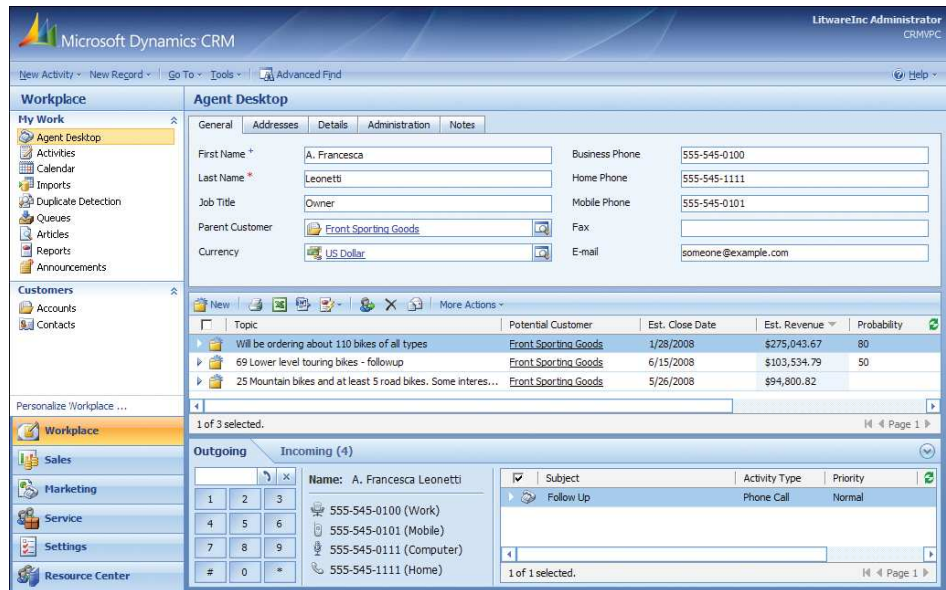 LitwareInc Administrator
CRMVPC
Microsoft Dynamics CRM
New Activity New Record Go To Tools Advanced Find Help
Workplace
My Work
Agent Desktop
Activities
Calendar
Imports
Duplicate Detection
Queues
Articles
Reports
Announcements
Customers
Accounts
Contacts
Personalize Workplace ...
Workplace
Sales
Marketing
Service
Settings
Resource Center
Agent Desktop
General Addresses Details Administration Notes
First Name + A. Francesca Business Phone 555-545-0100
Last Name * Leonetti Home Phone 555-545-1111
Job Title Owner Mobile Phone 555-545-0101
Parent Customer Front Sporting Goods Fax
Currency US Dollar E-mail someone@example.com
New More Actions
Topic Potential Customer Est. Close Date Est. Revenue Probability
Will be ordering about 110 bikes of all types Front Sporting Goods 1/28/2008 $275,043.67 80
69 Lower level touring bikes - followup Front Sporting Goods 6/15/2008 $103,534.79 50
25 Mountain bikes and at least 5 road bikes. Some interes... Front Sporting Goods 5/26/2008 $94,800.82
1 of 3 selected. Page 1
Outgoing Incoming (4)
1 2 3
4 5 6
7 8 9
# 0 *
Name: A. Francesca Leonetti
555-545-0100 (Work)
555-545-0101 (Mobile)
555-545-0111 (Computer)
555-545-1111 (Home)
Subject Activity Type Priority
Follow Up Phone Call Normal
1 of 1 selected. Page 1